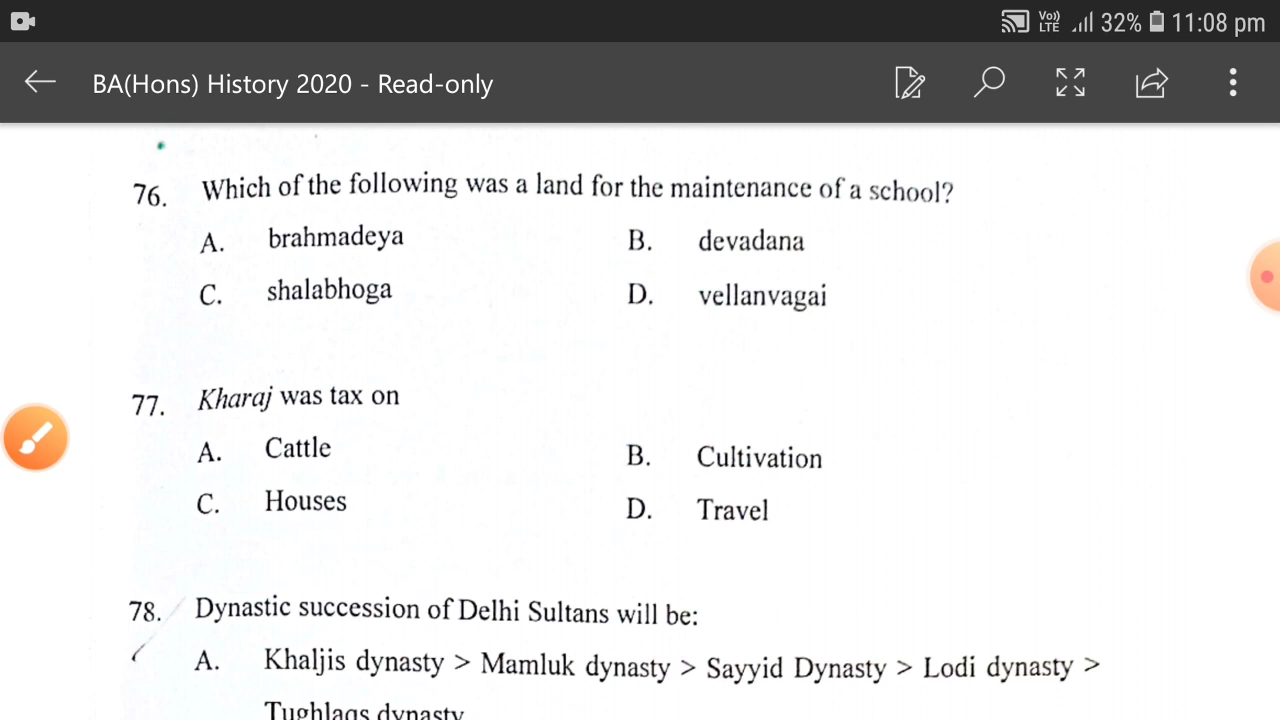 Vo)) LTE 32% 11:08 pm
BA(Hons) History 2020 - Read-only
76. Which of the following was a land for the maintenance of a school?
A. brahmadeya B. devadana
C. shalabhoga D. vellanvagai
77. Kharaj was tax on
A. Cattle B. Cultivation
C. Houses D. Travel
78. Dynastic succession of Delhi Sultans will be:
A. Khaljis dynasty > Mamluk dynasty > Sayyid Dynasty > Lodi dynasty >
Tughlaqs dynasty